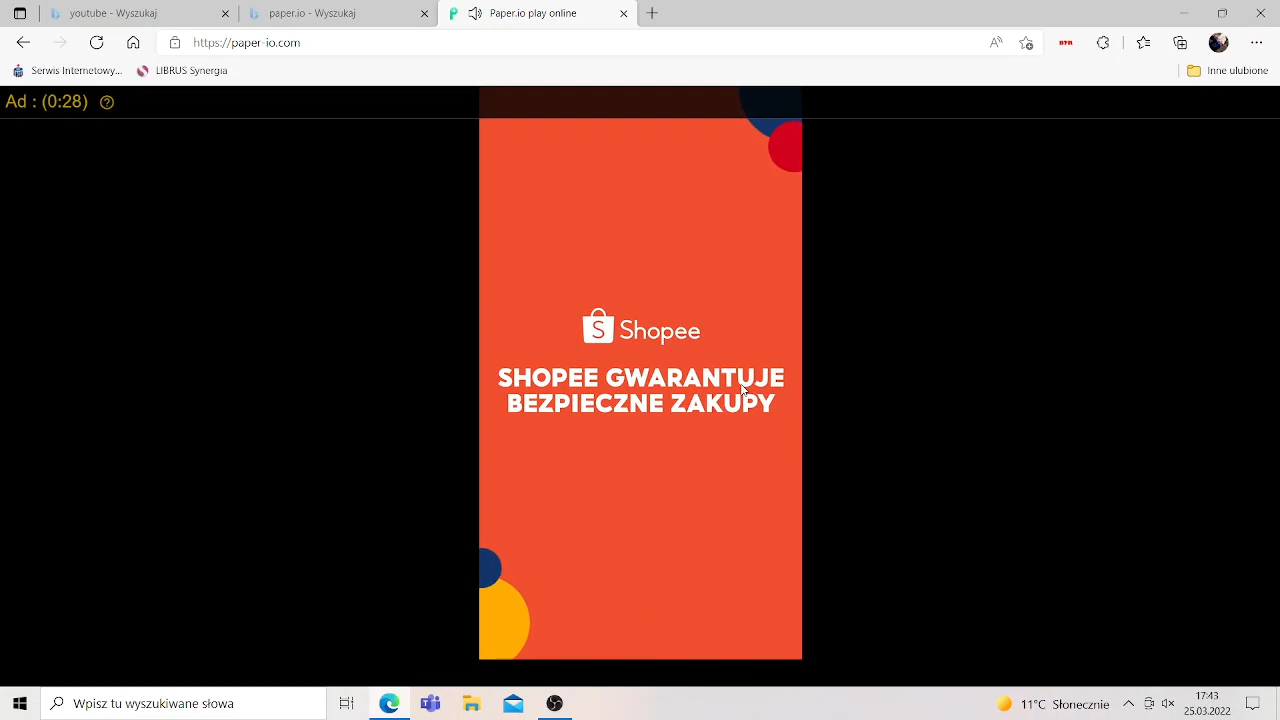 youtube - Wyszukaj
paper.io - Wyszukaj
Paper.io play online
https://paper-io.com
Serwis Internetowy...
LIBRUS Synergia
Inne ulubione
Ad : (0:28)
Shopee
SHOPEE GWARANTUJE
BEZPIECZNE ZAKUPY
Wpisz tu wyszukiwane słowa
11°C Słonecznie
17:43
25.03.2022